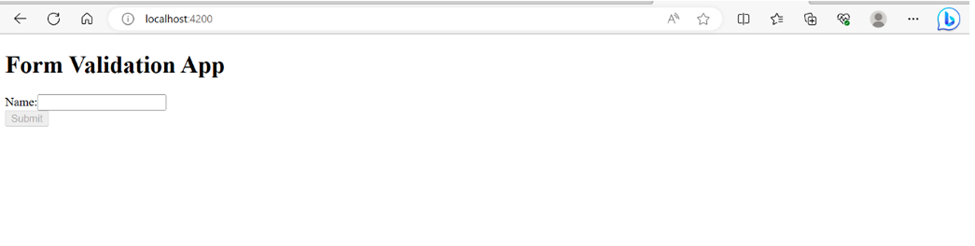 localhost:4200
Form Validation App
Name:
Submit